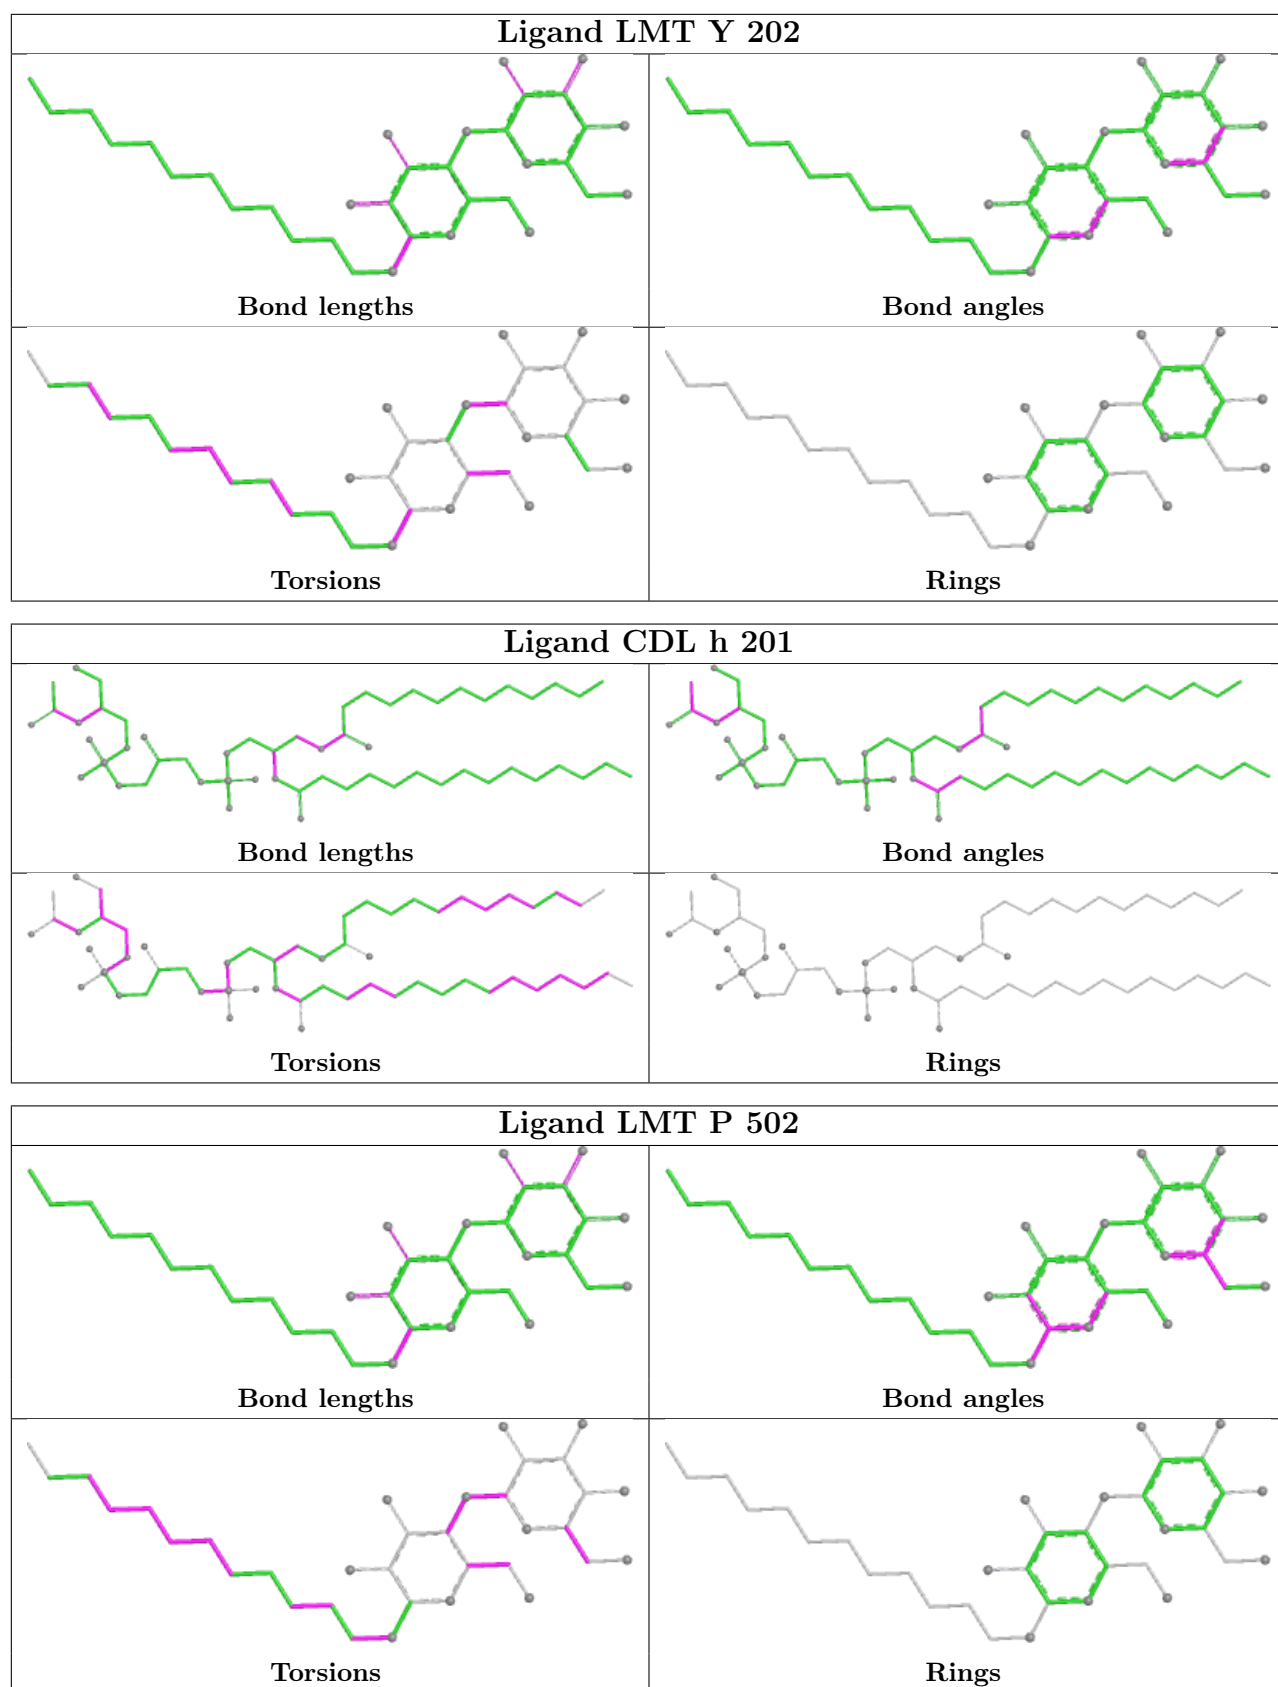 Ligand LMT Y 202
Bond lengths
Bond angles
Torsions
Rings
Ligand CDL h 201
Bond lengths
Bond angles
Torsions
Rings
Ligand LMT P 502
Bond lengths
Bond angles
Torsions
Rings